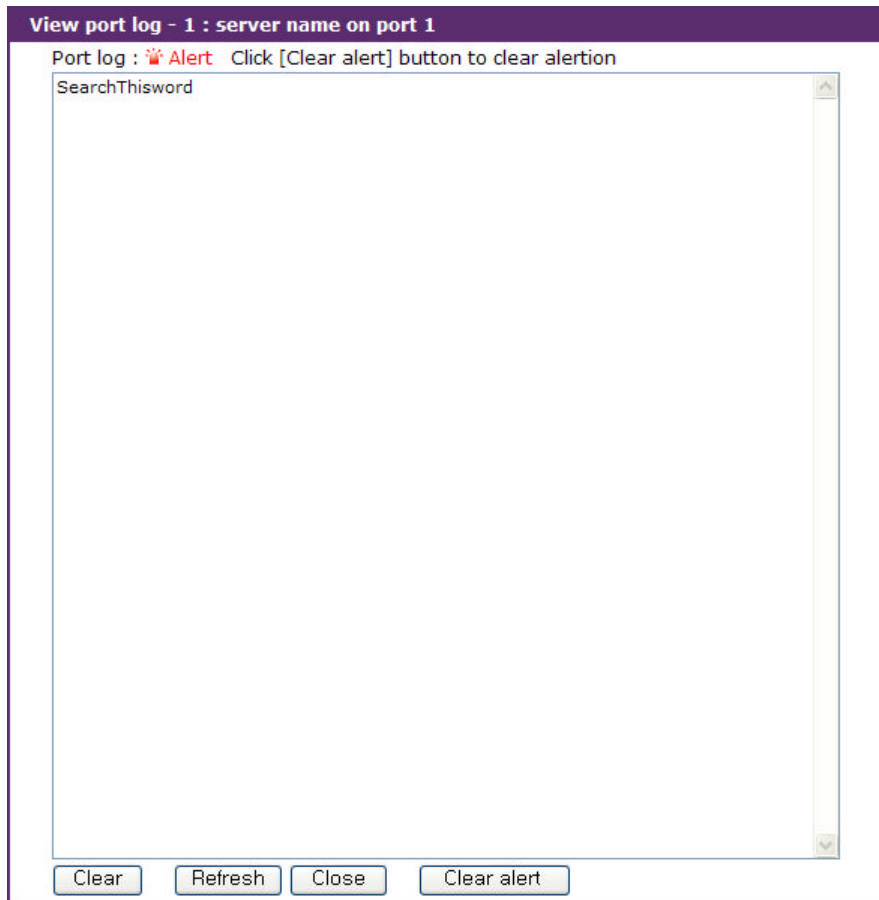 View port log - 1 : server name on port 1
Port log : Alert Click [Clear alert] button to clear alertion
SearchThisword
Clear Refresh Close Clear alert